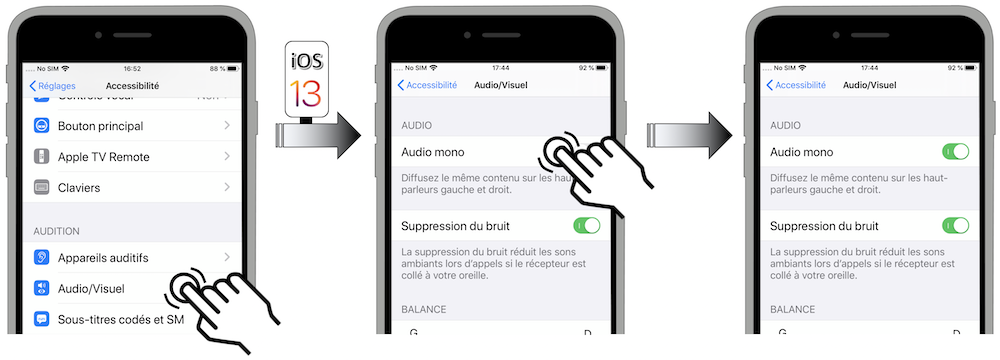 .... No SIM 16:52 88 %
Réglages Accessibilité
Contrôle vocal Non
Bouton principal
Apple TV Remote
Claviers
AUDITION
Appareils auditifs
Audio/Visuel
Sous-titres codés et SM
iOS
13
.... No SIM 17:44 92 %
Accessibilité Audio/Visuel
AUDIO
Audio mono
Diffusez le même contenu sur les haut-
parleurs gauche et droit.
Suppression du bruit
La suppression du bruit réduit les sons
ambiants lors d'appels si le récepteur est
collé à votre oreille.
BALANCE
G D
.... No SIM 17:44 92 %
Accessibilité Audio/Visuel
AUDIO
Audio mono
Diffusez le même contenu sur les haut-
parleurs gauche et droit.
Suppression du bruit
La suppression du bruit réduit les sons
ambiants lors d'appels si le récepteur est
collé à votre oreille.
BALANCE
G D